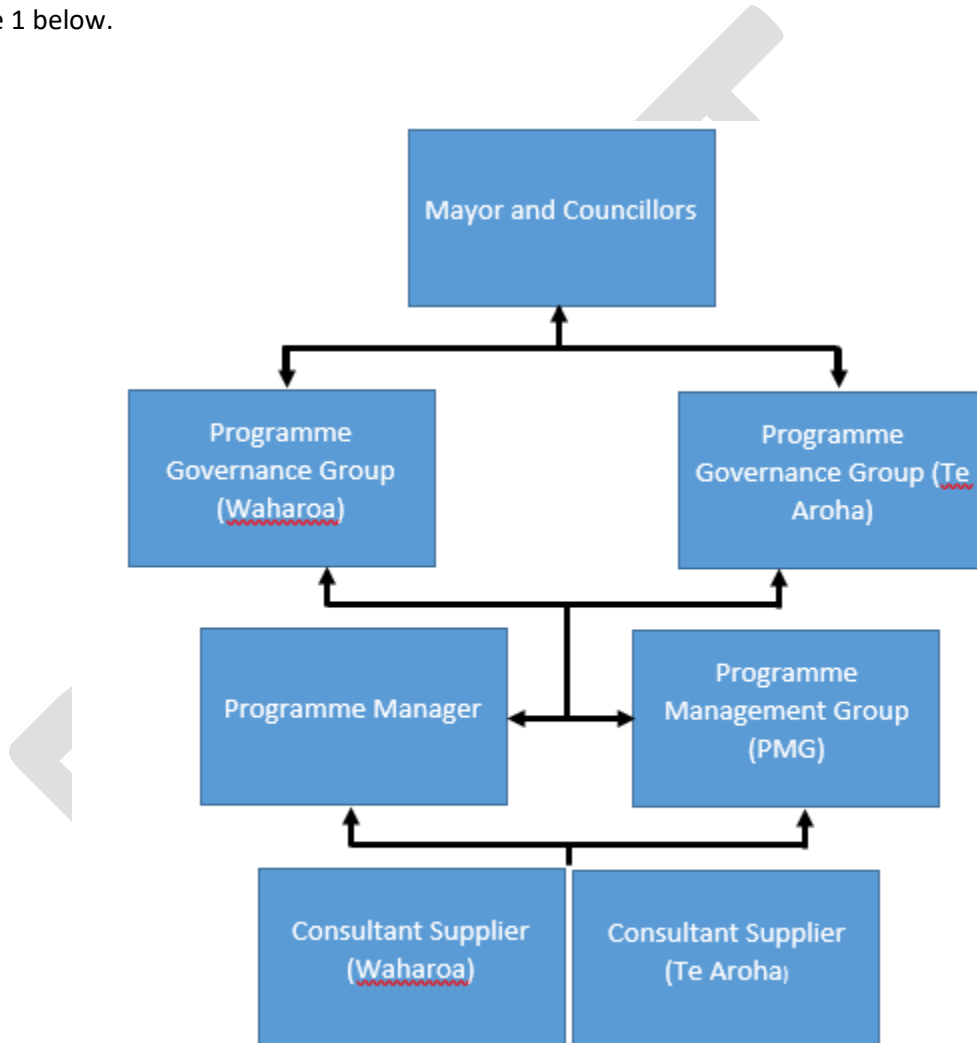 e 1 below.
Mayor and Councillors
Programme
Governance Group
(Waharoa)
Programme
Governance Group (Te
Aroha)
Programme Manager
Programme
Management Group
(PMG)
Consultant Supplier
(Waharoa)
Consultant Supplier
(Te Aroha)